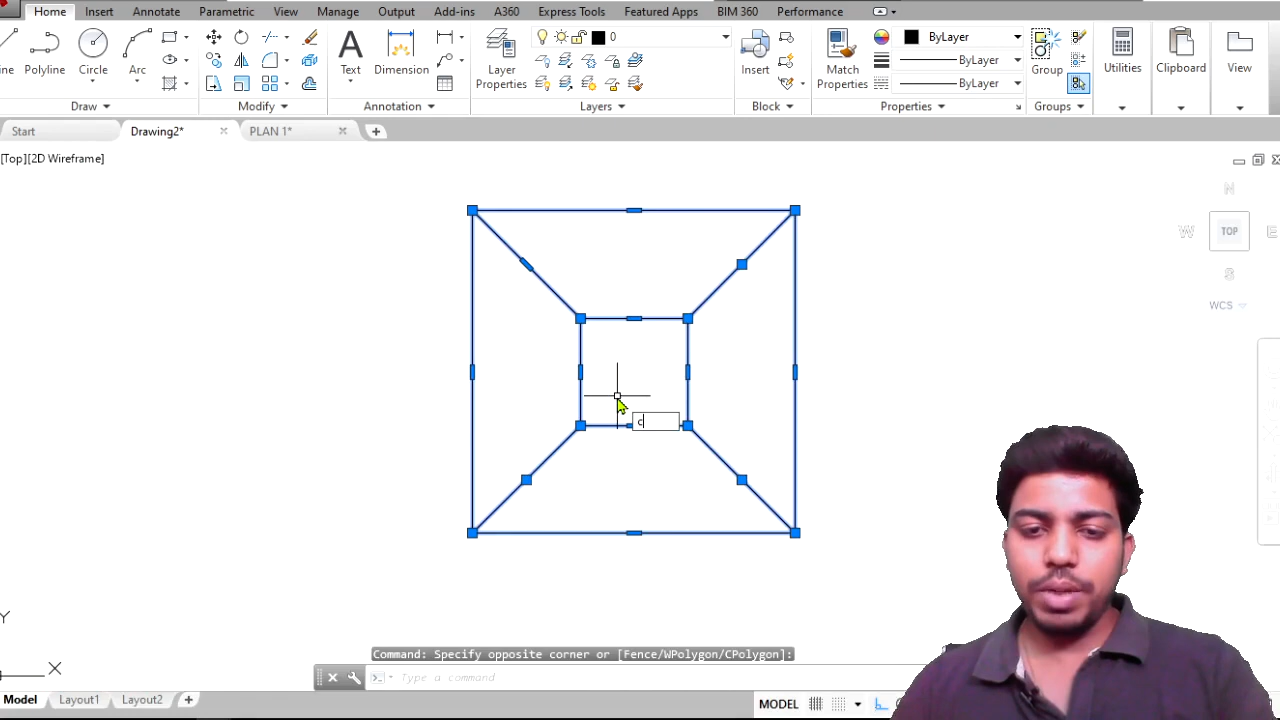 Home Insert Annotate Parametric View Manage Output Add-ins A360 Express Tools Featured Apps BIM 360 Performance
0 ByLayer
ByLayer
ByLayer
Polyline Circle Arc Text Dimension Layer Properties Insert Match Properties Group Utilities Clipboard View
Draw Modify Annotation Layers Block Properties Groups
Start Drawing2* PLAN 1*
[Top][2D Wireframe]
N
W TOP E
S
WCS
c
Y
X
Command: Specify opposite corner or [Fence/WPolygon/CPolygon]:
Type a command
Model Layout1 Layout2 MODEL